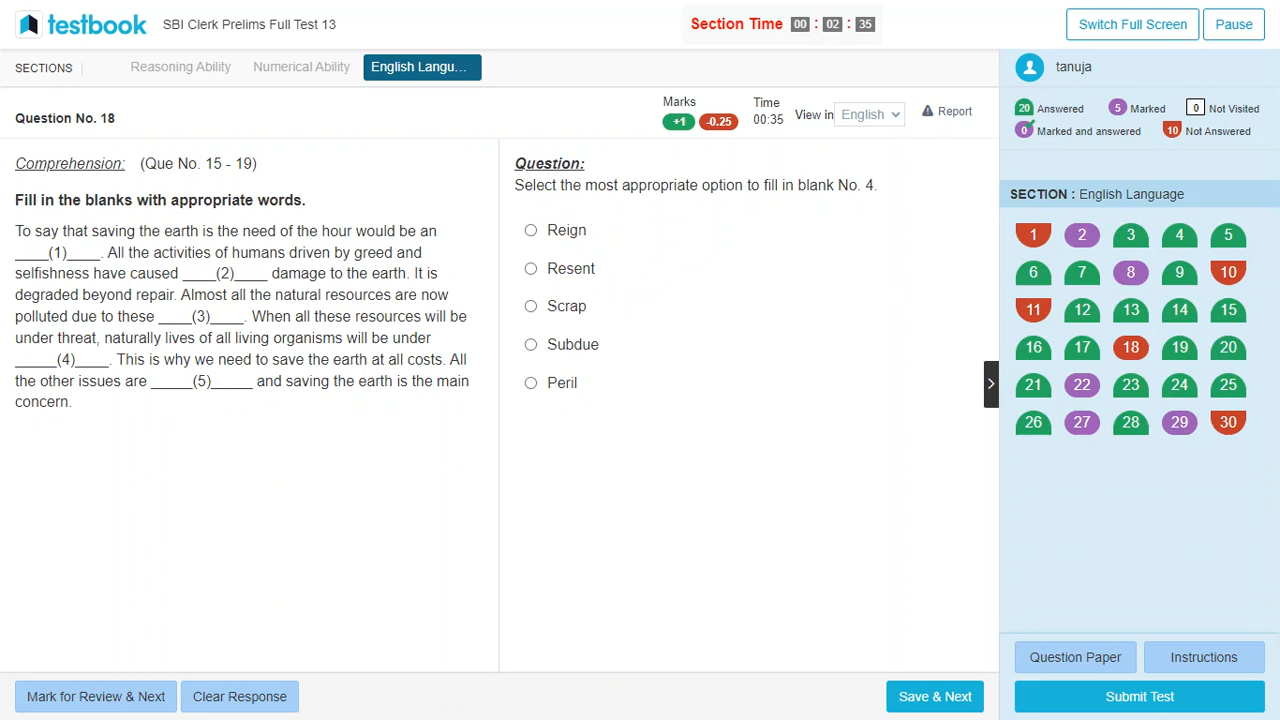 testbook
SBI Clerk Prelims Full Test 13
Section Time 00 : 02 : 35
Switch Full Screen
Pause
SECTIONS
Reasoning Ability
Numerical Ability
English Langu...
tanuja
Question No. 18
Marks
+1 -0.25
Time
00:35
View in English
Report
20 Answered
5 Marked
0 Not Visited
0 Marked and answered
10 Not Answered
Comprehension: (Que No. 15 - 19)
Fill in the blanks with appropriate words.
To say that saving the earth is the need of the hour would be an
____(1)____. All the activities of humans driven by greed and
selfishness have caused ____(2)____ damage to the earth. It is
degraded beyond repair. Almost all the natural resources are now
polluted due to these ____(3)____. When all these resources will be
under threat, naturally lives of all living organisms will be under
_____(4)____. This is why we need to save the earth at all costs. All
the other issues are _____(5)_____ and saving the earth is the main
concern.
Question:
Select the most appropriate option to fill in blank No. 4.
Reign
Resent
Scrap
Subdue
Peril
SECTION : English Language
1 2 3 4 5
6 7 8 9 10
11 12 13 14 15
16 17 18 19 20
21 22 23 24 25
26 27 28 29 30
Mark for Review & Next
Clear Response
Save & Next
Question Paper
Instructions
Submit Test